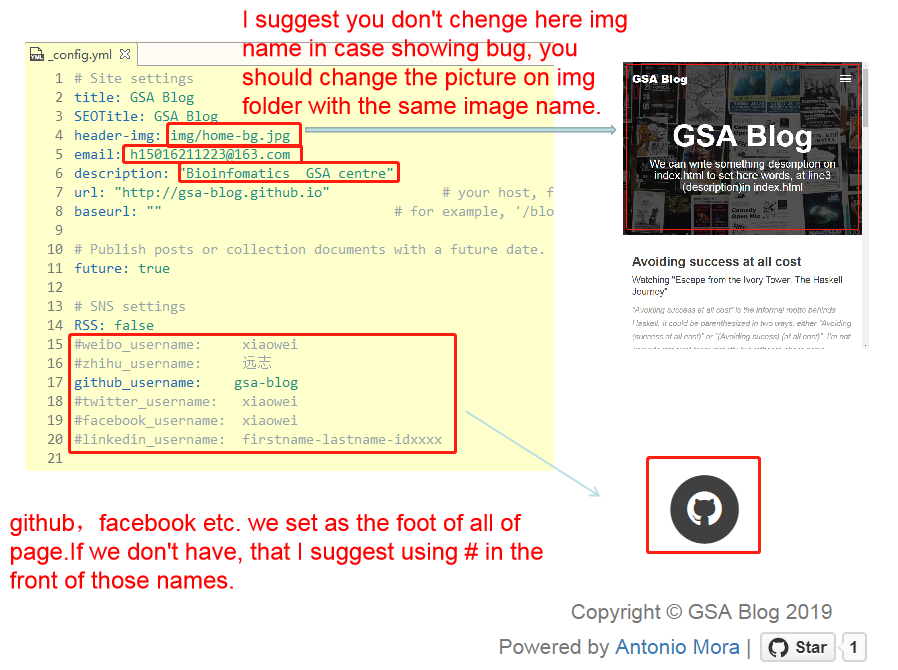 I suggest you don't chenge here img
name in case showing bug, you
should change the picture on img
folder with the same image name.
_config.yml
1 # Site settings
2 title: GSA Blog
3 SEOTitle: GSA Blog
4 header-img: img/home-bg.jpg
5 email: h15016211223@163.com
6 description: "Bioinfomatics  GSA centre"
7 url: "http://gsa-blog.github.io" # your host, f
8 baseurl: "" # for example, '/blo
9
10 # Publish posts or collection documents with a future date.
11 future: true
12
13 # SNS settings
14 RSS: false
15 #weibo_username: xiaowei
16 #zhihu_username: 远志
17 github_username: gsa-blog
18 #twitter_username: xiaowei
19 #facebook_username: xiaowei
20 #linkedin_username: firstname-lastname-idxxxx
21
GSA Blog
GSA Blog
We can write something desription on
index.html to set here words, at line3
(description)in index.html
Avoiding success at all cost
Watching "Escape from the Ivory Tower: The Haskell
Journey"
"Avoiding success at all cost" is the informal motto behinds
Haskell. It could be parenthesized in two ways, either "Avoiding
(success at all cost)" or "(Avoiding sucess) (at all cost)". I'm not
github，facebook etc. we set as the foot of all of
page.If we don't have, that I suggest using # in the
front of those names.
Copyright © GSA Blog 2019
Powered by Antonio Mora | Star 1